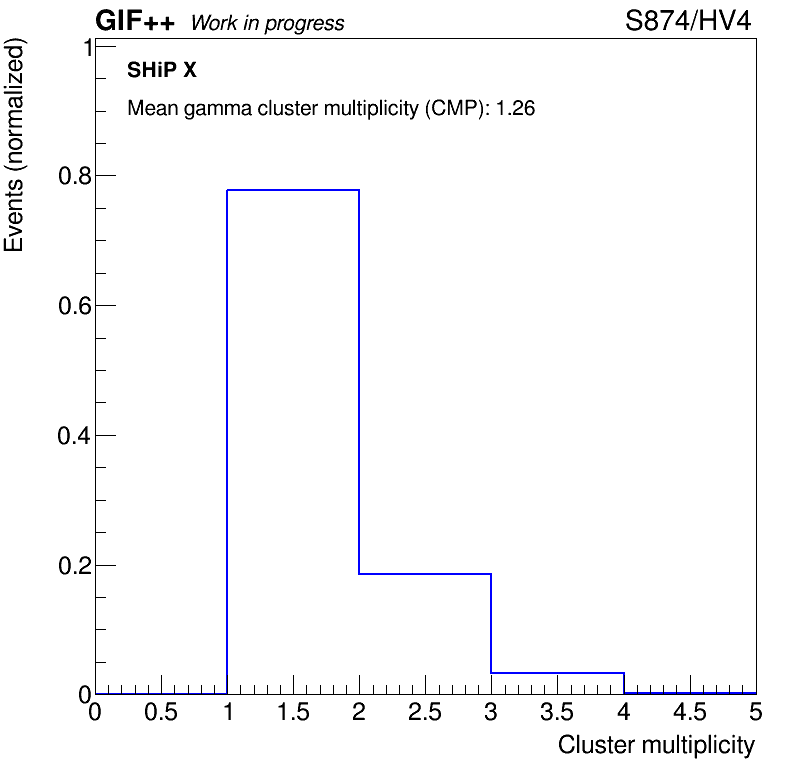 GIF++ Work in progress S874/HV4
SHiP X
Mean gamma cluster multiplicity (CMP): 1.26
Events (normalized)
1
0.8
0.6
0.4
0.2
0
0 0.5 1 1.5 2 2.5 3 3.5 4 4.5 5
Cluster multiplicity